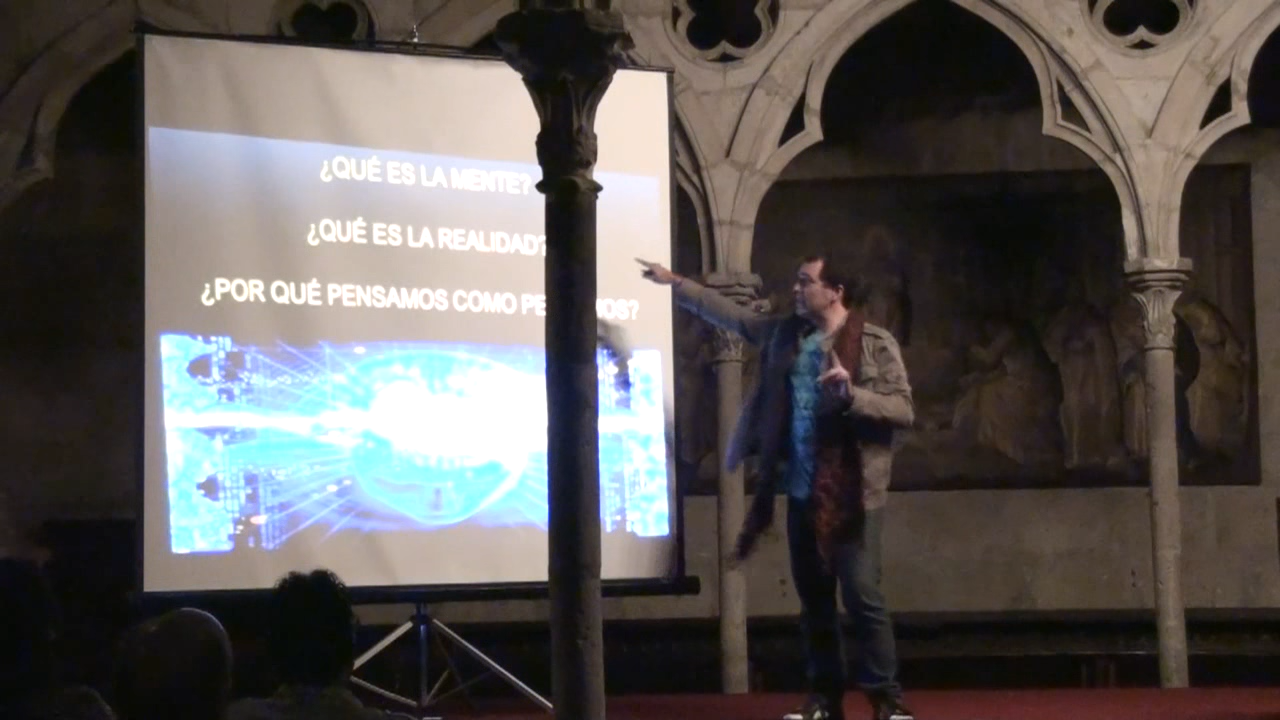 ¿QUÉ ES LA MENTE?
¿QUÉ ES LA REALIDAD?
¿POR QUÉ PENSAMOS COMO